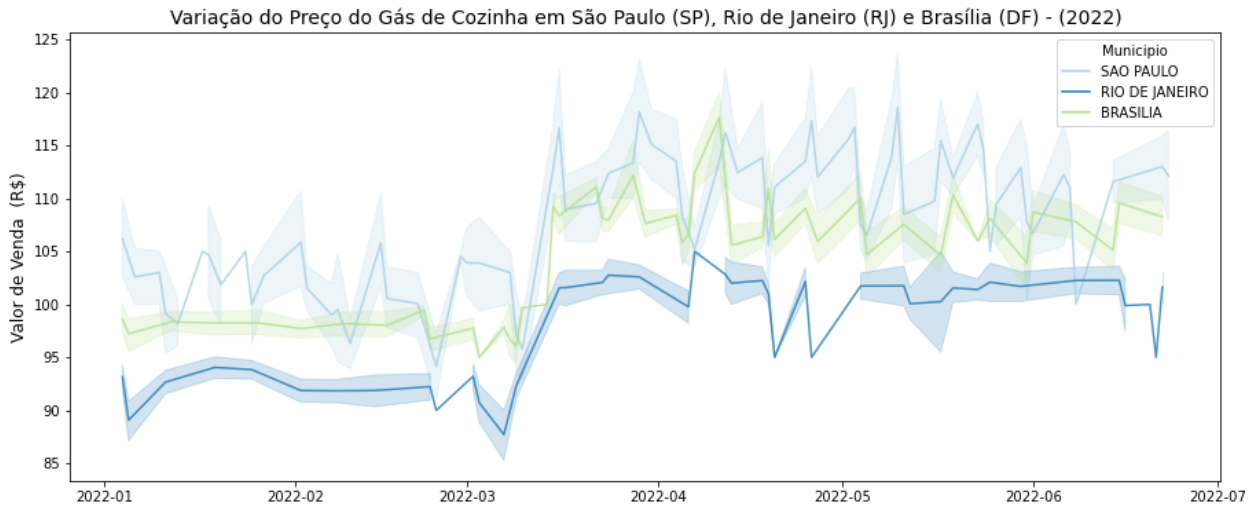 Variação do Preço do Gás de Cozinha em São Paulo (SP), Rio de Janeiro (RJ) e Brasília (DF) - (2022)
Valor de Venda (R$)
125
120
115
110
105
100
95
90
85
Municipio
SAO PAULO
RIO DE JANEIRO
BRASILIA
2022-01
2022-02
2022-03
2022-04
2022-05
2022-06
2022-07